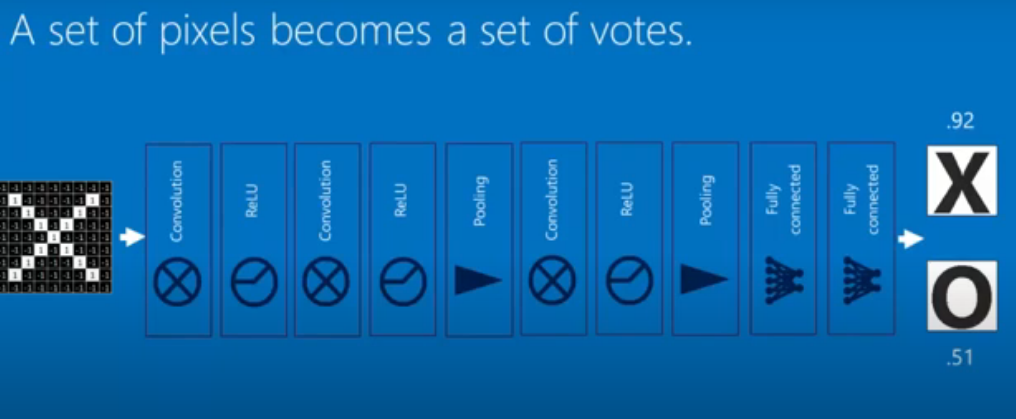 A set of pixels becomes a set of votes.
Convolution
ReLU
Convolution
ReLU
Pooling
Convolution
ReLU
Pooling
Fully
connected
Fully
connected
.92
X
O
.51